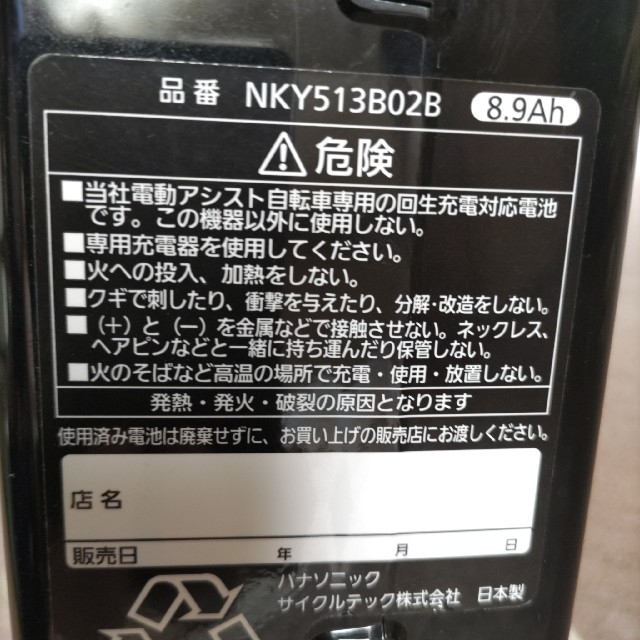 品番 NKY513B02B 8.9Ah
危険
■当社電動アシスト自転車専用の回生充電対応電池
です。この機器以外に使用しない。
■専用充電器を使用してください。
■火への投入、加熱をしない。
■クギで刺したり、衝撃を与えたり、分解・改造をしない。
■(+)と(−)を金属などで接触させない。ネックレス、
ヘアピンなどと一緒に持ち運んだり保管しない。
■火のそばなど高温の場所で充電・使用・放置しない。
発熱・発火・破裂の原因となります
使用済み電池は廃棄せずに、お買い上げの販売店にお渡しください。
店名
販売日 年 月 日
パナソニック
サイクルテック株式会社 日本製